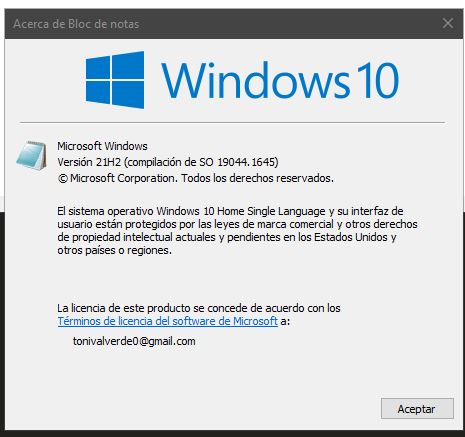 Acerca de Bloc de notas
Windows 10
Microsoft Windows
Versión 21H2 (compilación de SO 19044.1645)
© Microsoft Corporation. Todos los derechos reservados.
El sistema operativo Windows 10 Home Single Language y su interfaz de
usuario están protegidos por las leyes de marca comercial y otros derechos
de propiedad intelectual actuales y pendientes en los Estados Unidos y
otros países o regiones.
La licencia de este producto se concede de acuerdo con los
Términos de licencia del software de Microsoft a:
tonivalverde0@gmail.com
Aceptar